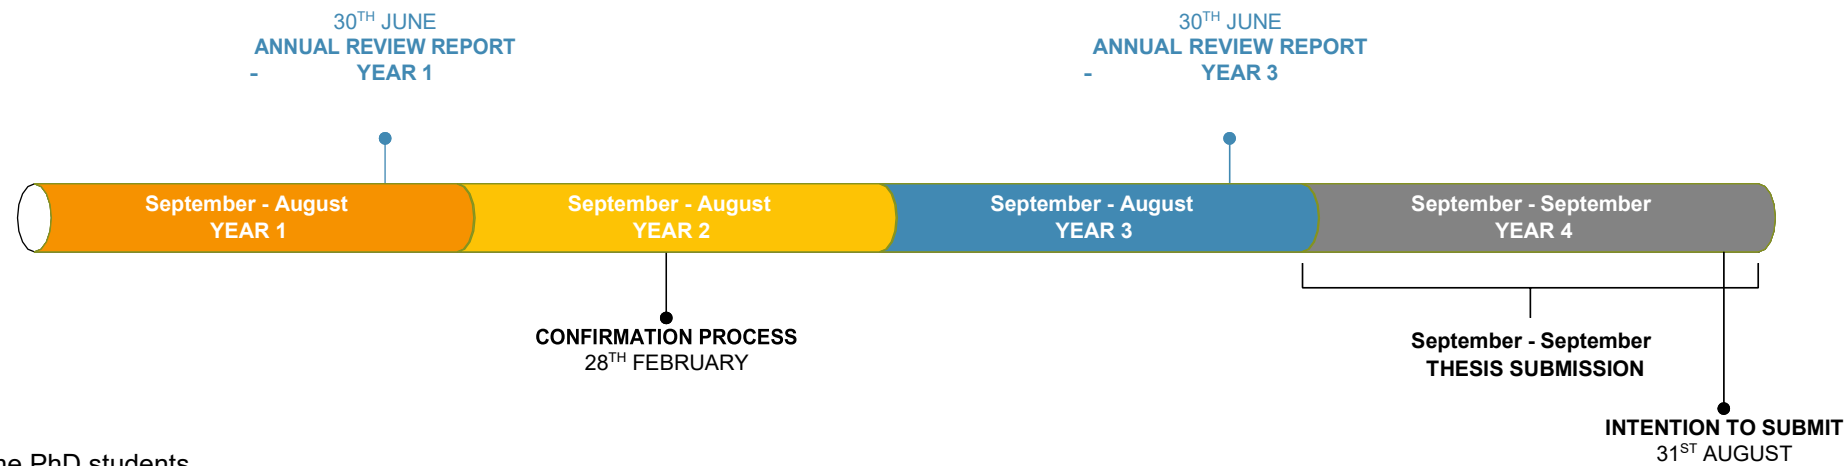 30TH JUNE
ANNUAL REVIEW REPORT
- YEAR 1
30TH JUNE
ANNUAL REVIEW REPORT
- YEAR 3
September - August
YEAR 1
September - August
YEAR 2
September - August
YEAR 3
September - September
YEAR 4
CONFIRMATION PROCESS
28TH FEBRUARY
September - September
THESIS SUBMISSION
INTENTION TO SUBMIT
31ST AUGUST
PhD students